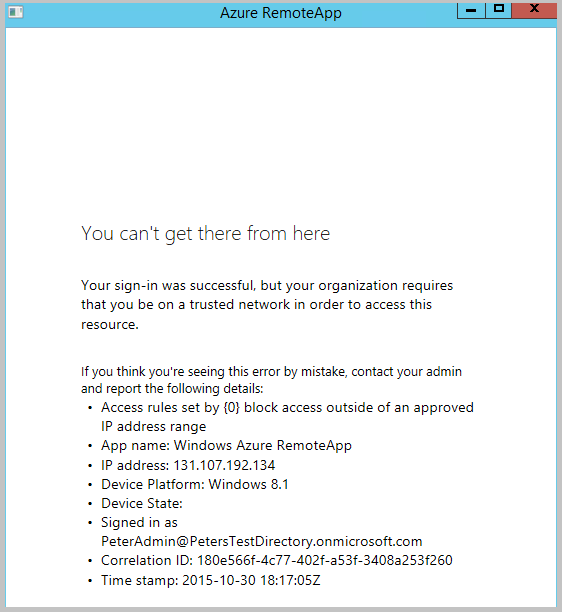 Azure RemoteApp
You can't get there from here
Your sign-in was successful, but your organization requires
that you be on a trusted network in order to access this
resource.
If you think you're seeing this error by mistake, contact your admin
and report the following details:
• Access rules set by {0} block access outside of an approved
IP address range
• App name: Windows Azure RemoteApp
• IP address: 131.107.192.134
• Device Platform: Windows 8.1
• Device State:
• Signed in as
PeterAdmin@PetersTestDirectory.onmicrosoft.com
• Correlation ID: 180e566f-4c77-402f-a53f-3408a253f260
• Time stamp: 2015-10-30 18:17:05Z